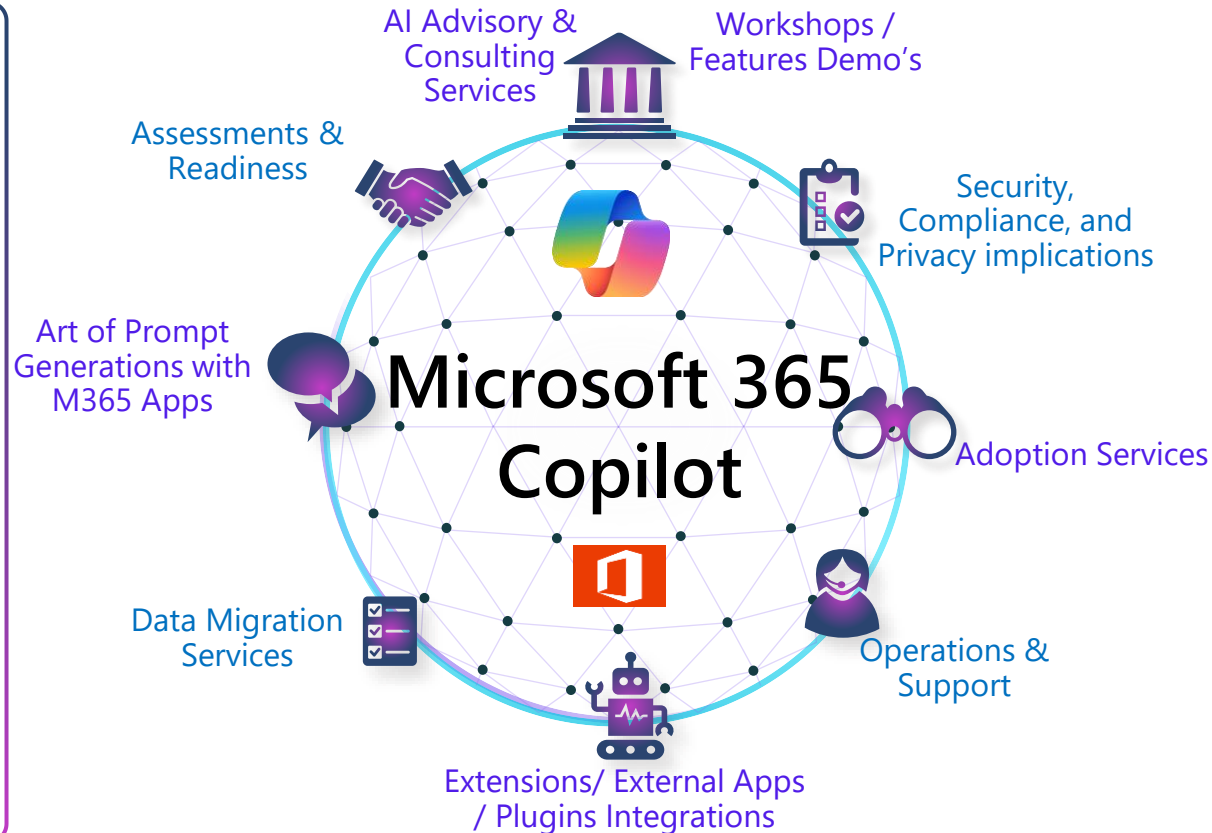 AI Advisory &
Consulting
Services
Workshops /
Features Demo's
Assessments &
Readiness
Security,
Compliance, and
Privacy implications
Art of Prompt
Generations with
M365 Apps
Microsoft 365
Copilot
Adoption Services
Data Migration
Services
Operations &
Support
Extensions/ External Apps
/ Plugins Integrations